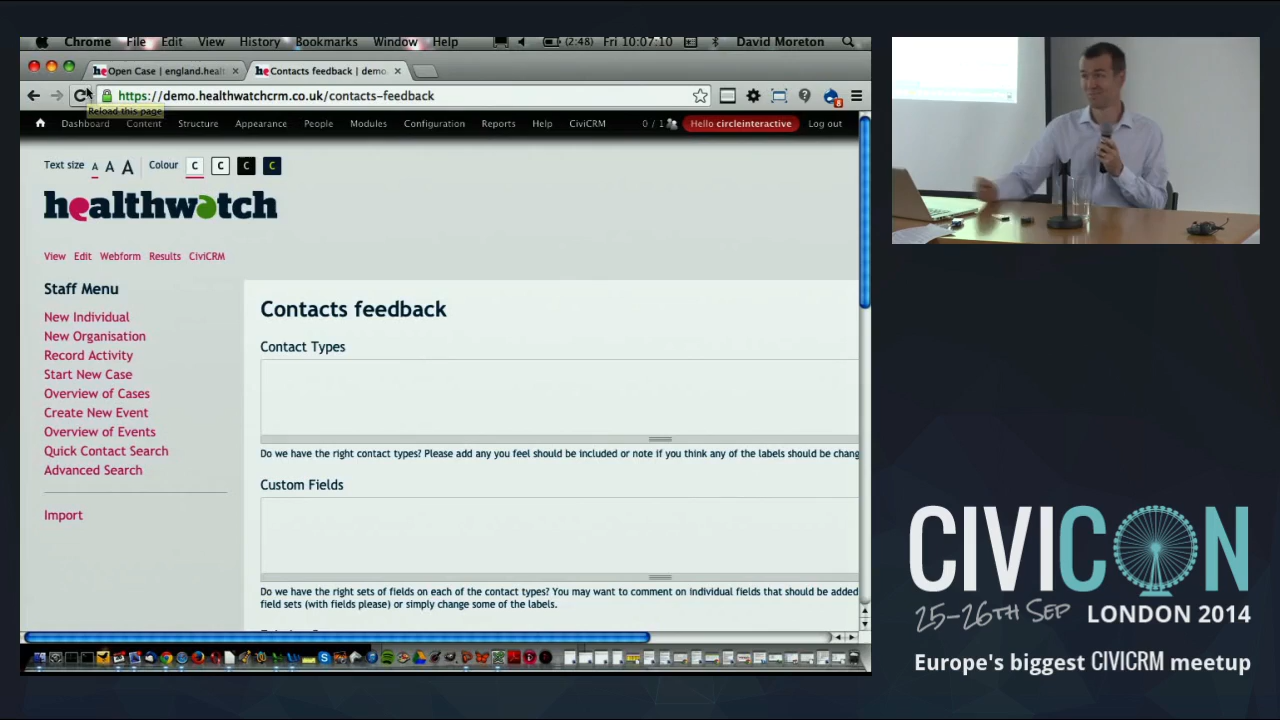 Chrome File Edit View History Bookmarks Window Help (2:48) Fri 10:07:10 David Moreton
Open Case | england.healt × Contacts feedback | demo. ×
https://demo.healthwatchcrm.co.uk/contacts-feedback
Reload this page
Dashboard Content Structure Appearance People Modules Configuration Reports Help CiviCRM 0 / 1 Hello circleinteractive Log out
Text size A A A Colour C C C C
healthwatch
View Edit Webform Results CiviCRM
Staff Menu
New Individual
New Organisation
Record Activity
Start New Case
Overview of Cases
Create New Event
Overview of Events
Quick Contact Search
Advanced Search
Import
Contacts feedback
Contact Types
Do we have the right contact types? Please add any you feel should be included or note if you think any of the labels should be chang
Custom Fields
Do we have the right sets of fields on each of the contact types? You may want to comment on individual fields that should be added
field sets (with fields please) or simply change some of the labels.
CIVICON
25-26TH SEP LONDON 2014
Europe's biggest CIVICRM meetup